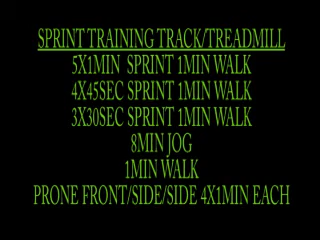 SPRINT TRAINING TRACK/TREADMILL
5X1MIN SPRINT 1MIN WALK
4X45SEC SPRINT 1MIN WALK
3X30SEC SPRINT 1MIN WALK
8MIN JOG
1MIN WALK
PRONE FRONT/SIDE/SIDE 4X1MIN EACH